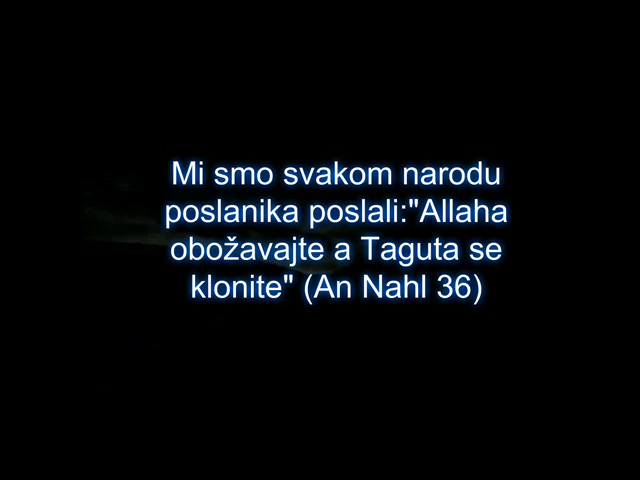 Mi smo svakom narodu
poslanika poslali:"Allaha
obožavajte a Taguta se
klonite" (An Nahl 36)